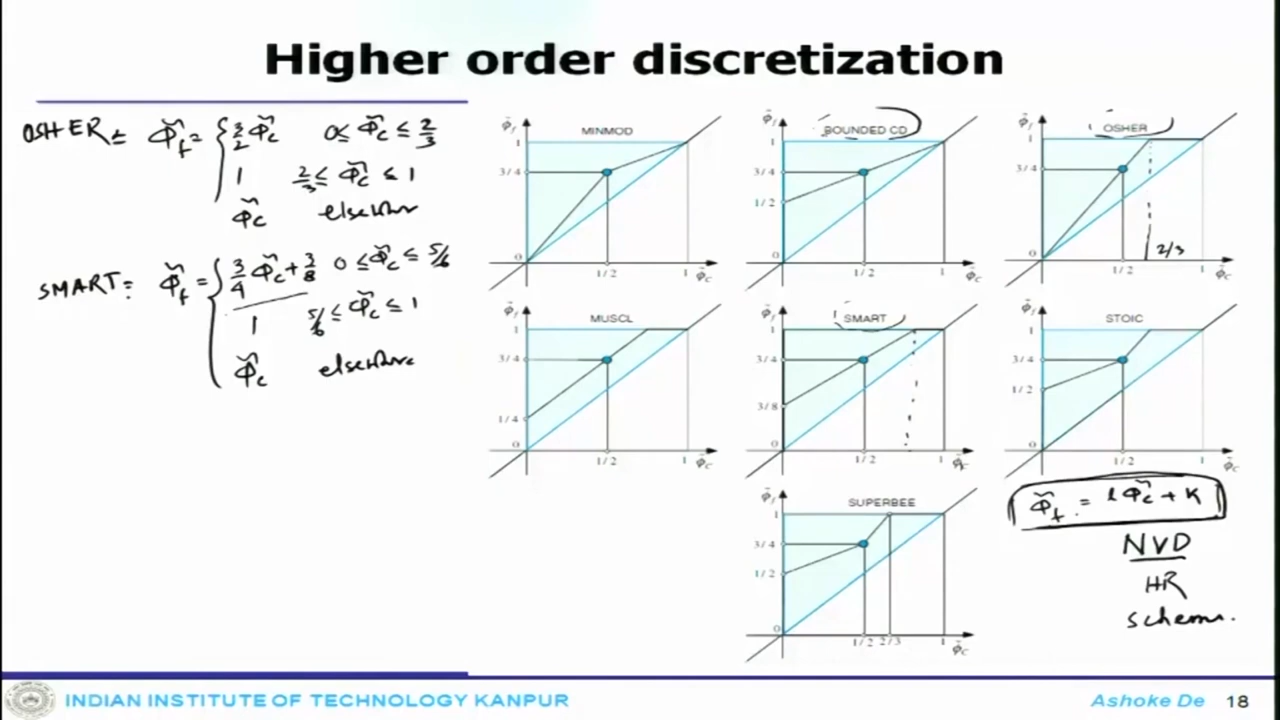 Higher order discretization
OSHER = Φ̃f = { 3/2 Φ̃c 0 ≤ Φ̃c ≤ 2/3
1 2/3 ≤ Φ̃c ≤ 1
Φ̃c elsewhere
SMART: Φ̃f = { 3/4 Φ̃c + 3/8 0 ≤ Φ̃c ≤ 5/6
1 5/6 ≤ Φ̃c ≤ 1
Φ̃c elsewhere
MINMOD
φ̃f
1
3/4
0
1/2
1
φ̃C
BOUNDED CD
φ̃f
1
3/4
1/2
0
1/2
1
φ̃C
OSHER
φ̃f
1
3/4
0
2/3
1/2
1
φ̃C
MUSCL
φ̃f
1
3/4
1/4
0
1/2
1
φ̃C
SMART
φ̃f
1
3/4
3/8
0
1/2
1
φ̃C
STOIC
φ̃f
1
3/4
1/2
0
1/2
1
φ̃C
SUPERBEE
φ̃f
1
3/4
1/2
0
1/2 2/3
1
φ̃C
Φ̃f = lΦ̃c + K
NVD
HR
schemes.
INDIAN INSTITUTE OF TECHNOLOGY KANPUR
Ashoke De 18